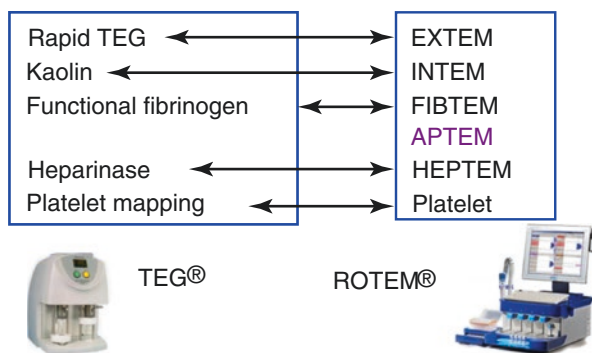 Rapid TEG EXTEM
Kaolin INTEM
Functional fibrinogen FIBTEM
APTEM
Heparinase HEPTEM
Platelet mapping Platelet
TEG® ROTEM®